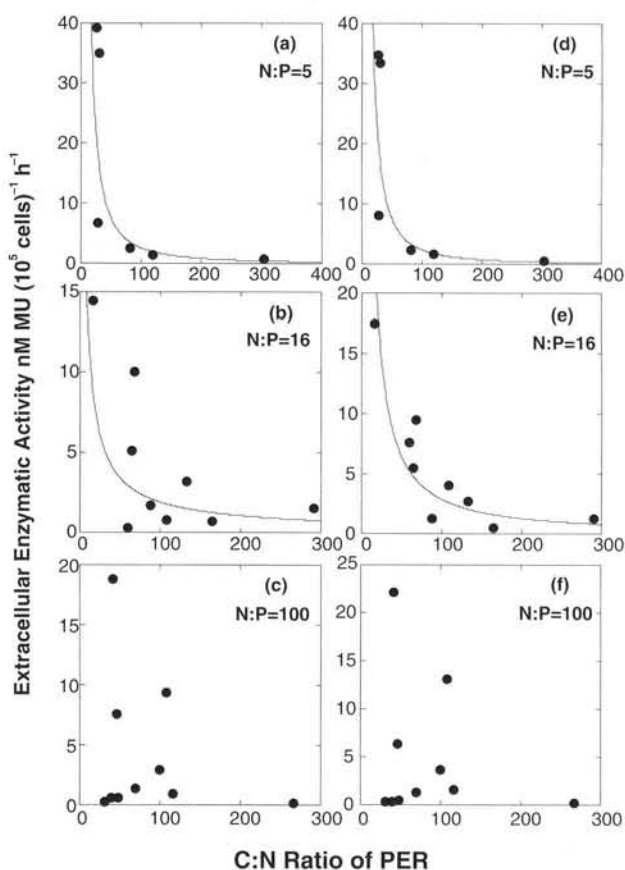 Extracellular Enzymatic Activity nM MU (10⁵ cells)⁻¹ h⁻¹
40
30
20
10
0
0 100 200 300 400
(a)
N:P=5
40
30
20
10
0
0 100 200 300 400
(d)
N:P=5
15
10
5
0
0 100 200 300
(b)
N:P=16
20
15
10
5
0
0 100 200 300
(e)
N:P=16
20
15
10
5
0
0 100 200 300
(c)
N:P=100
25
20
15
10
5
0
0 100 200 300
(f)
N:P=100
C:N Ratio of PER